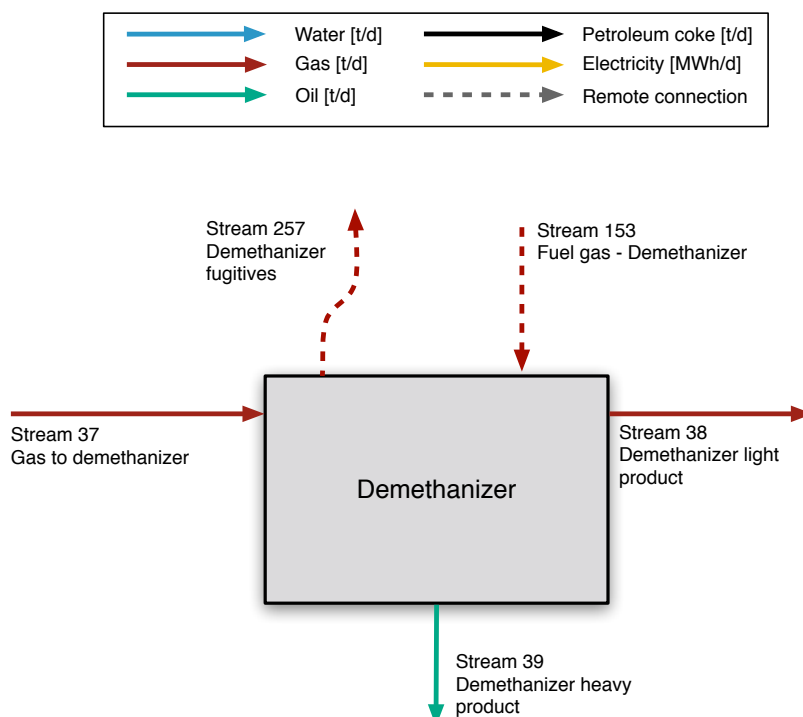 Water [t/d]
Petroleum coke [t/d]
Gas [t/d]
Electricity [MWh/d]
Oil [t/d]
Remote connection
Stream 257
Demethanizer
fugitives
Stream 153
Fuel gas - Demethanizer
Stream 37
Gas to demethanizer
Demethanizer
Stream 38
Demethanizer light
product
Stream 39
Demethanizer heavy
product